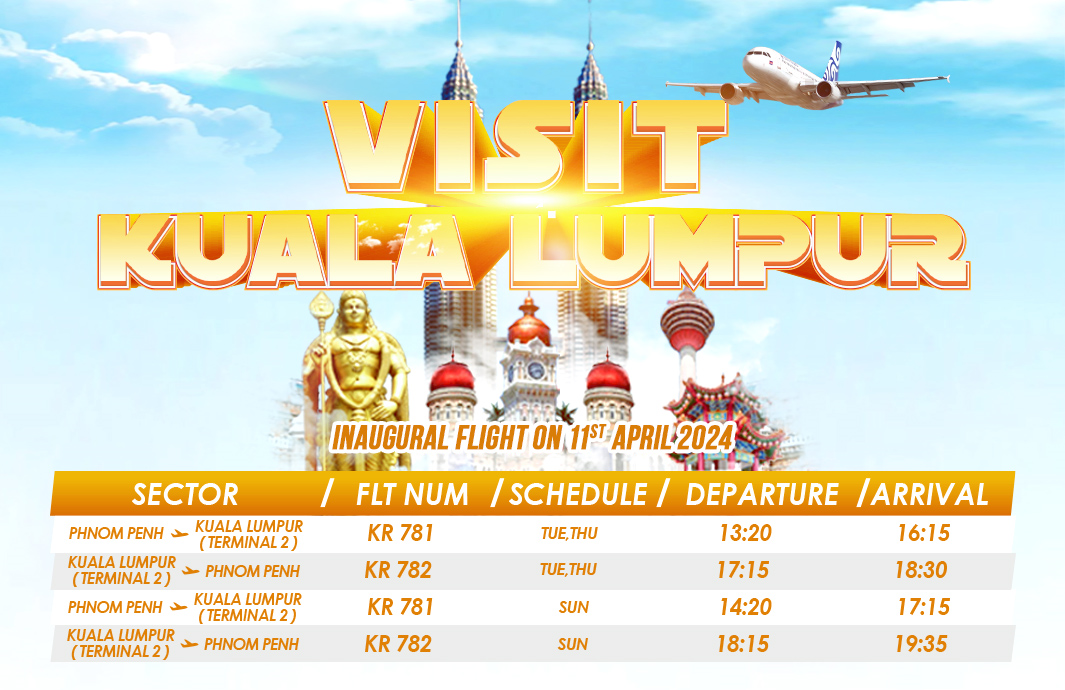 VISIT
KUALA LUMPUR
INAUGURAL FLIGHT ON 11ST APRIL 2024
SECTOR / FLT NUM / SCHEDULE / DEPARTURE / ARRIVAL
PHNOM PENH KUALA LUMPUR (TERMINAL 2) KR 781 TUE,THU 13:20 16:15
KUALA LUMPUR (TERMINAL 2) PHNOM PENH KR 782 TUE,THU 17:15 18:30
PHNOM PENH KUALA LUMPUR (TERMINAL 2) KR 781 SUN 14:20 17:15
KUALA LUMPUR (TERMINAL 2) PHNOM PENH KR 782 SUN 18:15 19:35